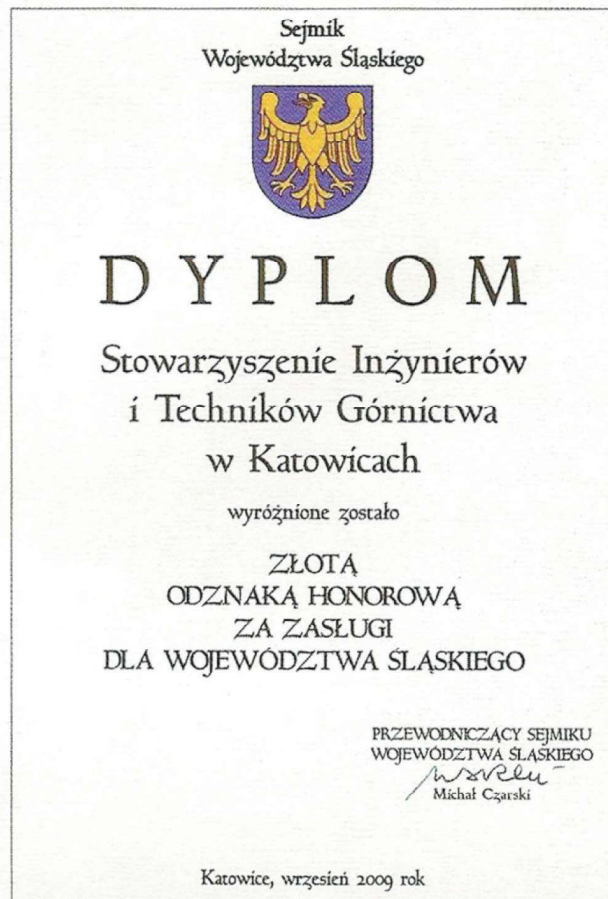 Sejmik
Województwa Śląskiego
DYPLOM
Stowarzyszenie Inżynierów
i Techników Górnictwa
w Katowicach
wyróżnione zostało
ZŁOTĄ
ODZNAKĄ HONOROWĄ
ZA ZASŁUGI
DLA WOJEWÓDZTWA ŚLĄSKIEGO
PRZEWODNICZĄCY SEJMIKU
WOJEWÓDZTWA ŚLĄSKIEGO
Michał Czarski
Katowice, wrzesień 2009 rok